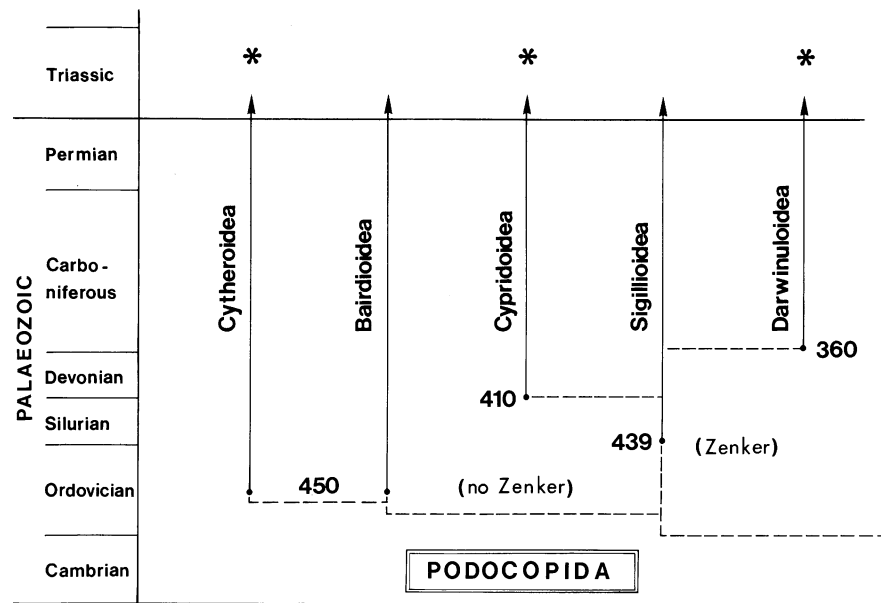 *
*
*
Triassic
Permian
PALAEOZOIC
Carbo-
niferous
Cytheroidea
Bairdioidea
Cypridoidea
Sigillioidea
Darwinuloidea
360
Devonian
410
Silurian
439
(Zenker)
Ordovician
450
(no Zenker)
Cambrian
PODOCOPIDA